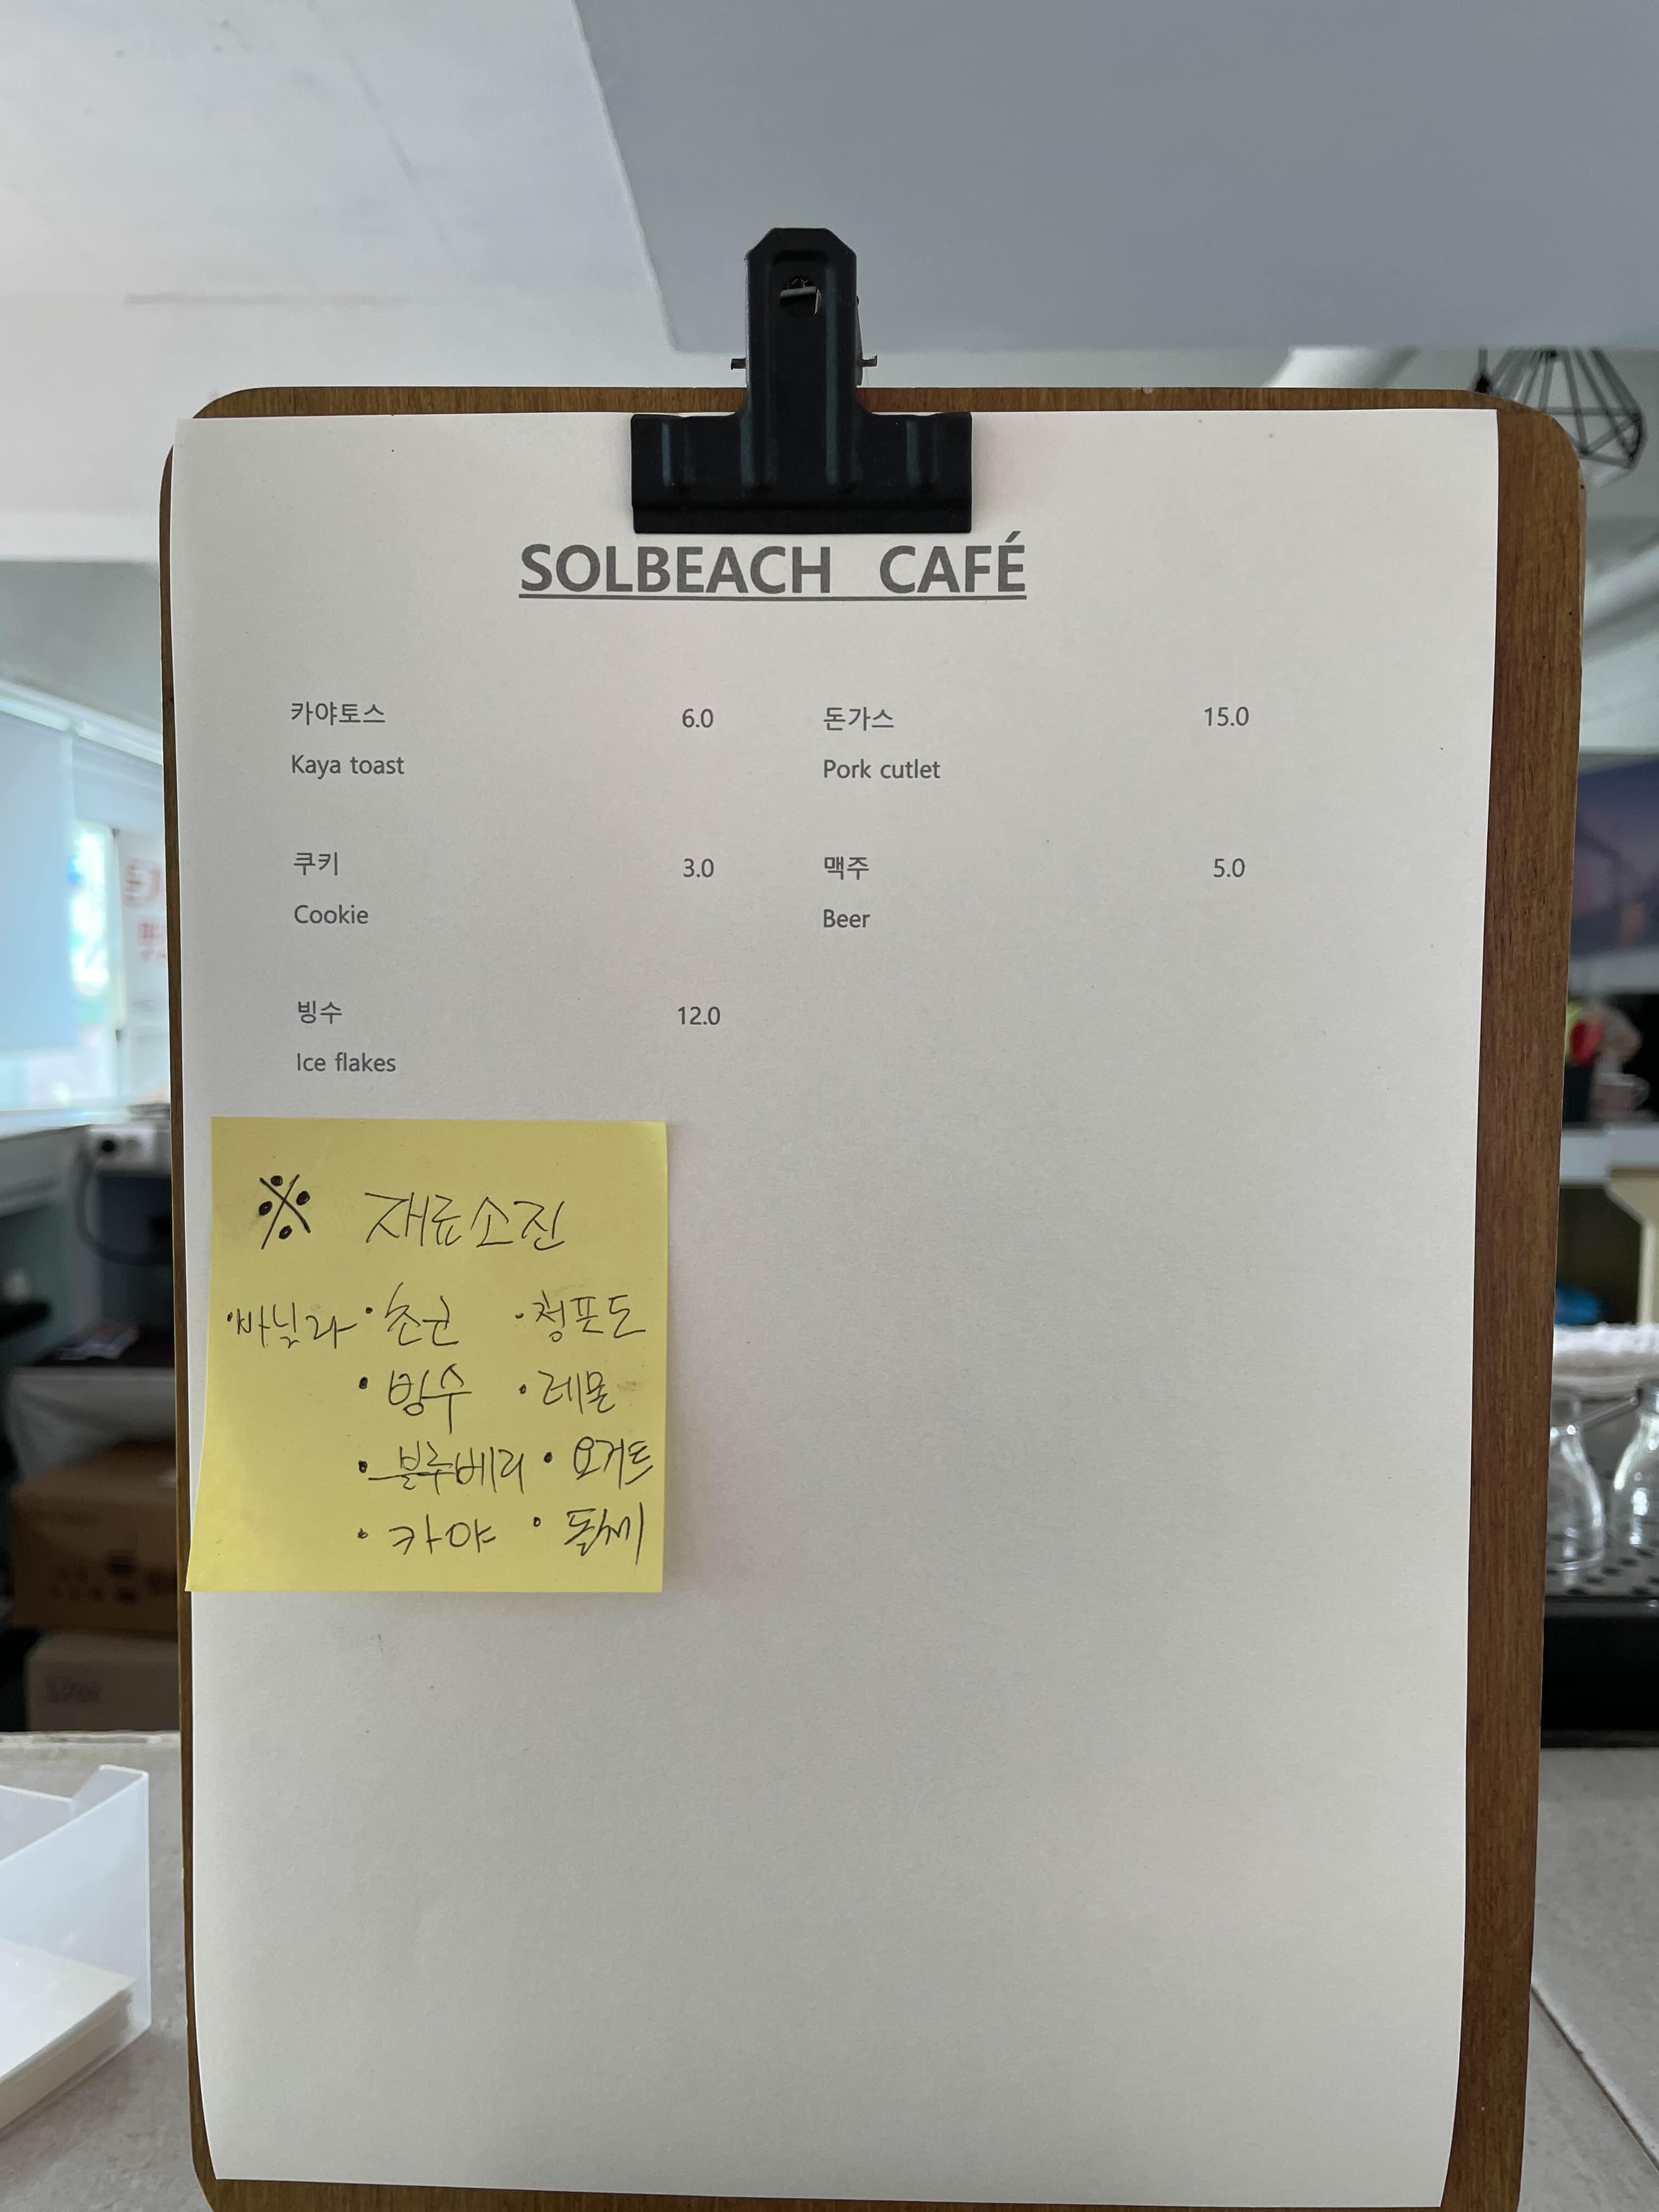 SOLBEACH CAFÉ
카야토스 6.0
Kaya toast
쿠키 3.0
Cookie
빙수 12.0
Ice flakes
돈가스 15.0
Pork cutlet
맥주 5.0
Beer
※ 재료소진
·바닐라 ·초코 ·청포도
·빙수 ·레몬
·블루베리 ·요거트
·카야 ·돌체